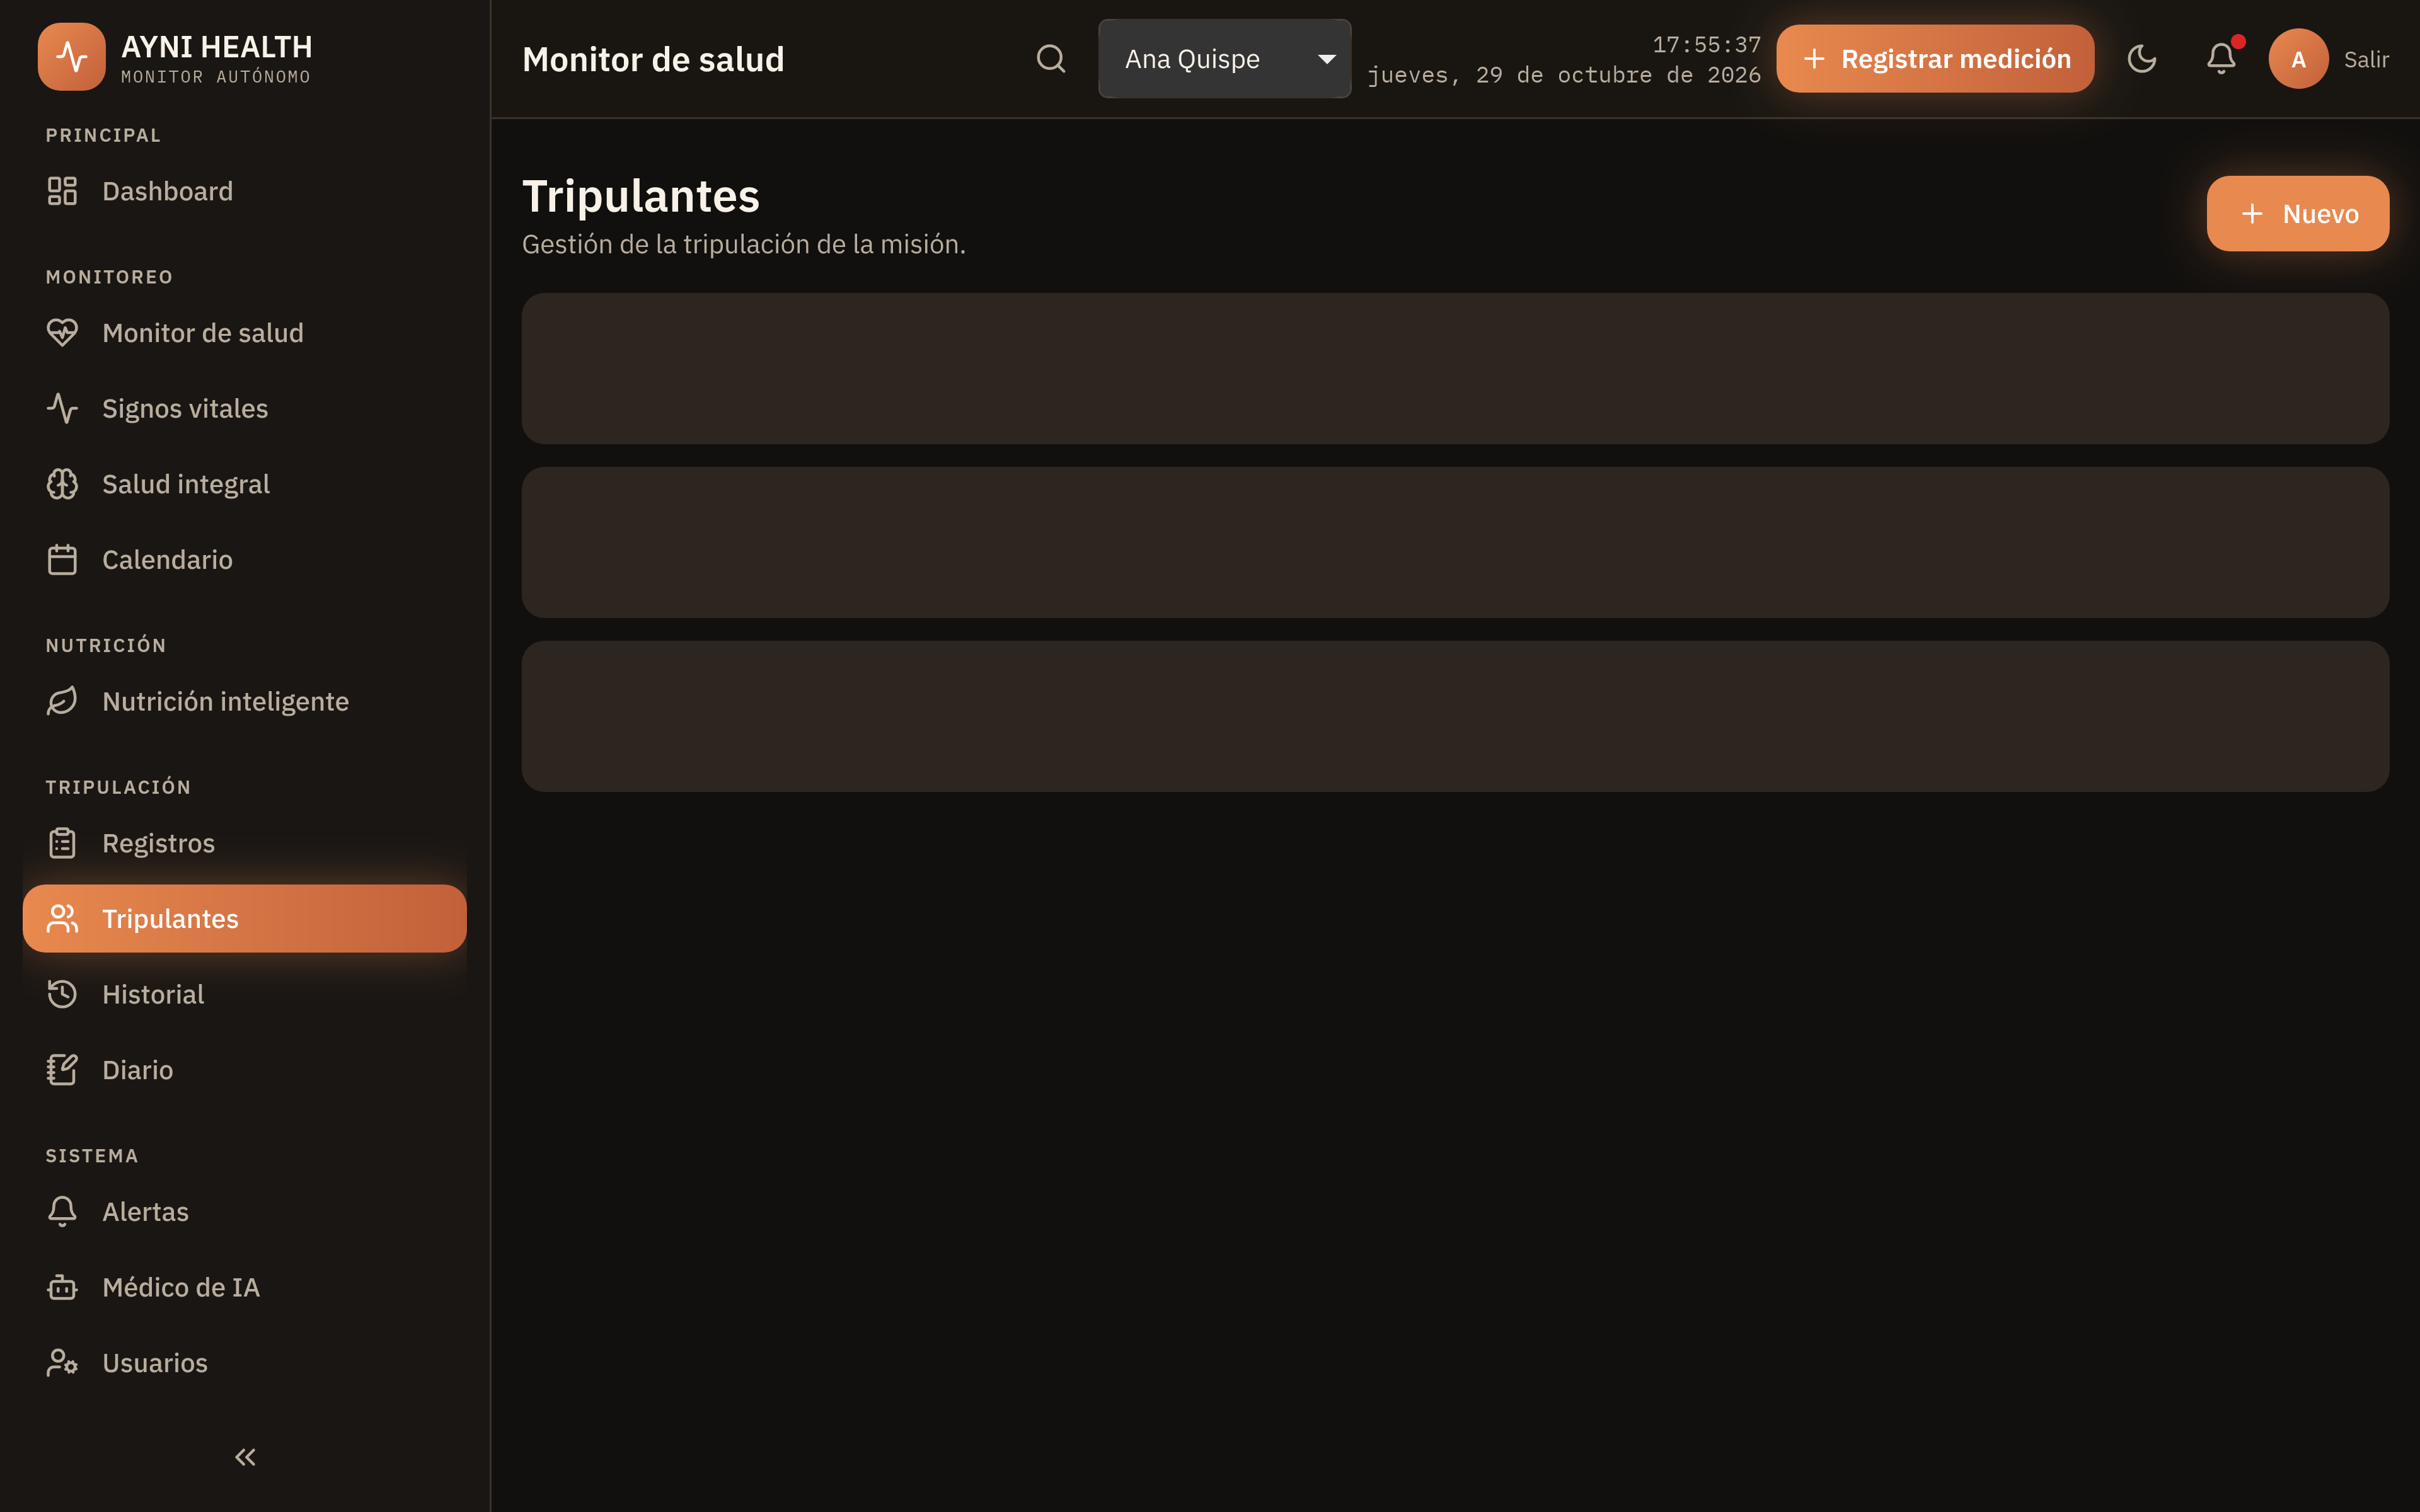 AYNI HEALTH
MONITOR AUTÓNOMO
PRINCIPAL
Dashboard
MONITOREO
Monitor de salud
Signos vitales
Salud integral
Calendario
NUTRICIÓN
Nutrición inteligente
TRIPULACIÓN
Registros
Tripulantes
Historial
Diario
SISTEMA
Alertas
Médico de IA
Usuarios
Monitor de salud
Ana Quispe
17:55:37
jueves, 29 de octubre de 2026
Registrar medición
A
Salir
Tripulantes
Gestión de la tripulación de la misión.
Nuevo